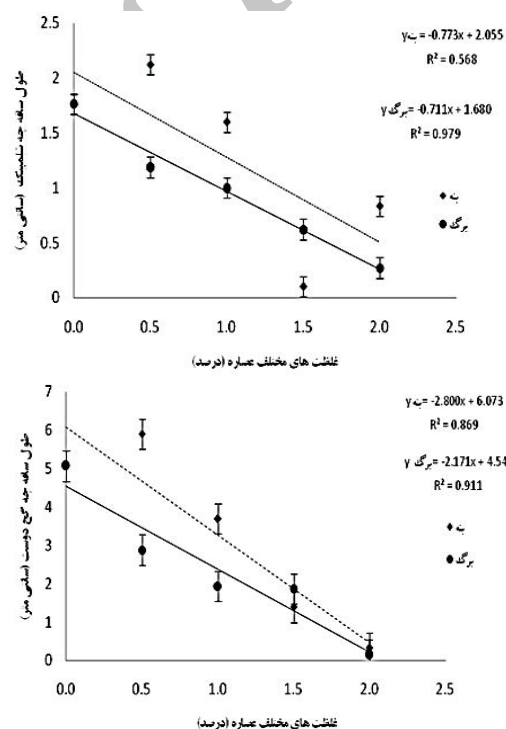 2.5
2
1.5
1
0.5
0
0.0 0.5 1.0 1.5 2.0 2.5
طول ساقه چه شلمبیک (سانتی متر)
غلظت های مختلف عصاره (درصد)
y بنه = -0.773x + 2.055
R² = 0.568
y برگ = -0.711x + 1.680
R² = 0.979
بنه
برگ
7
6
5
4
3
2
1
0
0.0 0.5 1.0 1.5 2.0 2.5
طول ساقه چه گیج دوست (سانتی متر)
غلظت های مختلف عصاره (درصد)
y بنه = -2.800x + 6.073
R² = 0.869
y برگ = -2.171x + 4.54
R² = 0.911
بنه
برگ